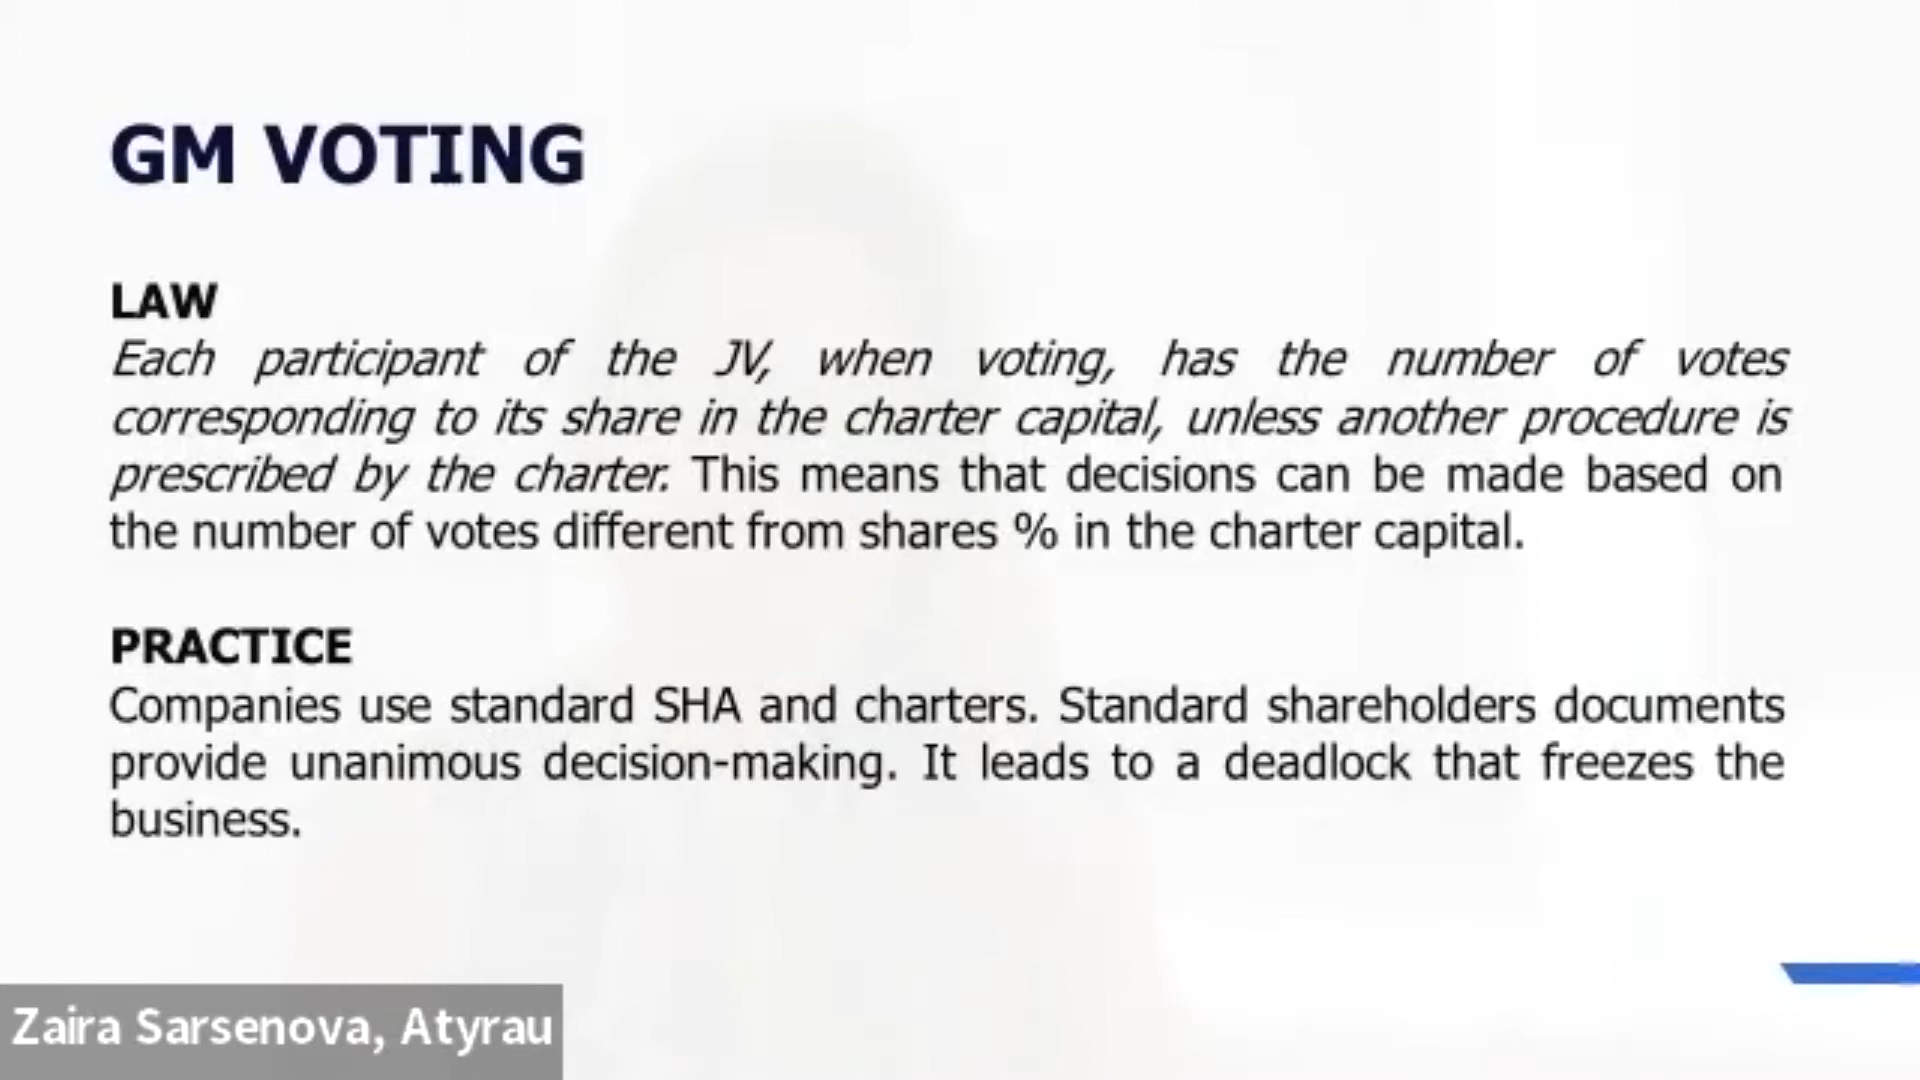 GM VOTING
LAW
Each participant of the JV, when voting, has the number of votes
corresponding to its share in the charter capital, unless another procedure is
prescribed by the charter. This means that decisions can be made based on
the number of votes different from shares % in the charter capital.
PRACTICE
Companies use standard SHA and charters. Standard shareholders documents
provide unanimous decision-making. It leads to a deadlock that freezes the
business.
Zaira Sarsenova, Atyrau